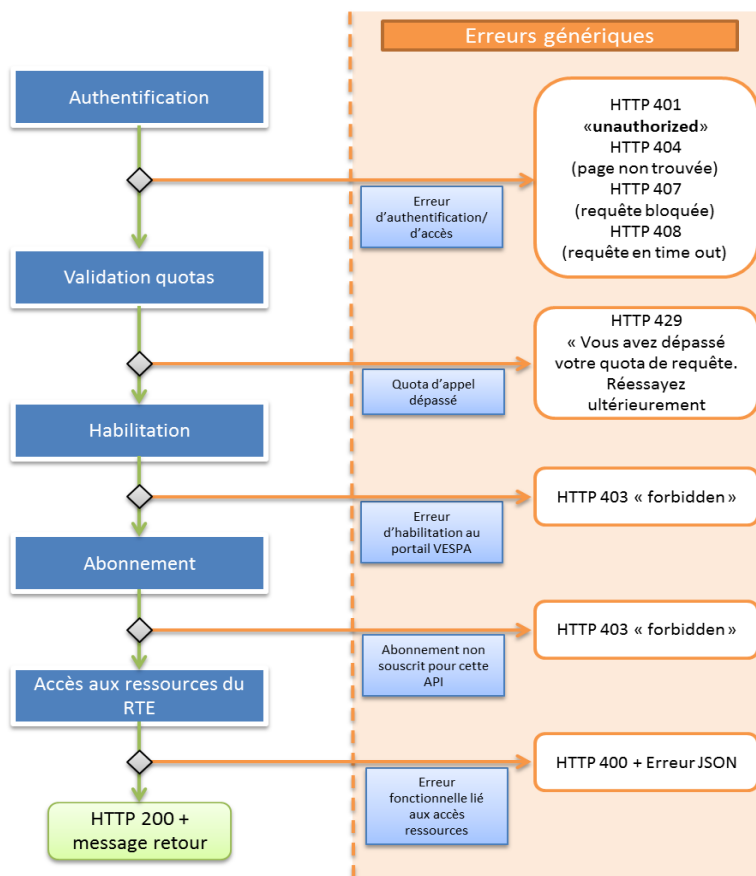 Erreurs génériques
Authentification
HTTP 401
«unauthorized»
HTTP 404
(page non trouvée)
HTTP 407
(requête bloquée)
HTTP 408
(requête en time out)
Erreur
d'authentification/
d'accès
Validation quotas
HTTP 429
« Vous avez dépassé
votre quota de requête.
Réessayez
ultérieurement
Quota d'appel
dépassé
Habilitation
HTTP 403 « forbidden »
Erreur
d'habilitation au
portail VESPA
Abonnement
HTTP 403 « forbidden »
Abonnement non
souscrit pour cette
API
Accès aux ressources du
RTE
HTTP 400 + Erreur JSON
Erreur
fonctionnelle lié
aux accès
ressources
HTTP 200 +
message retour